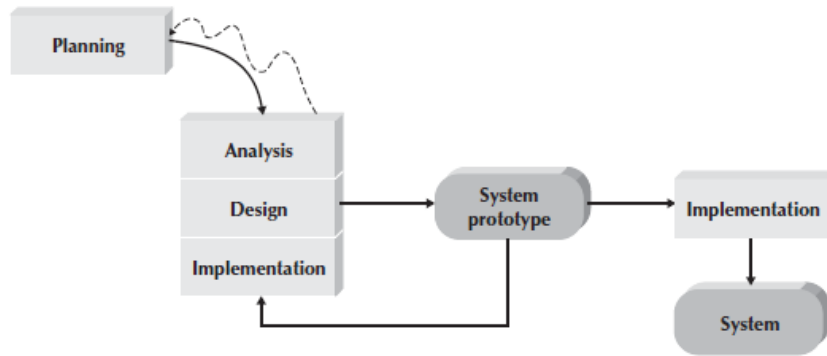 Planning
Analysis
Design
Implementation
System
prototype
Implementation
System